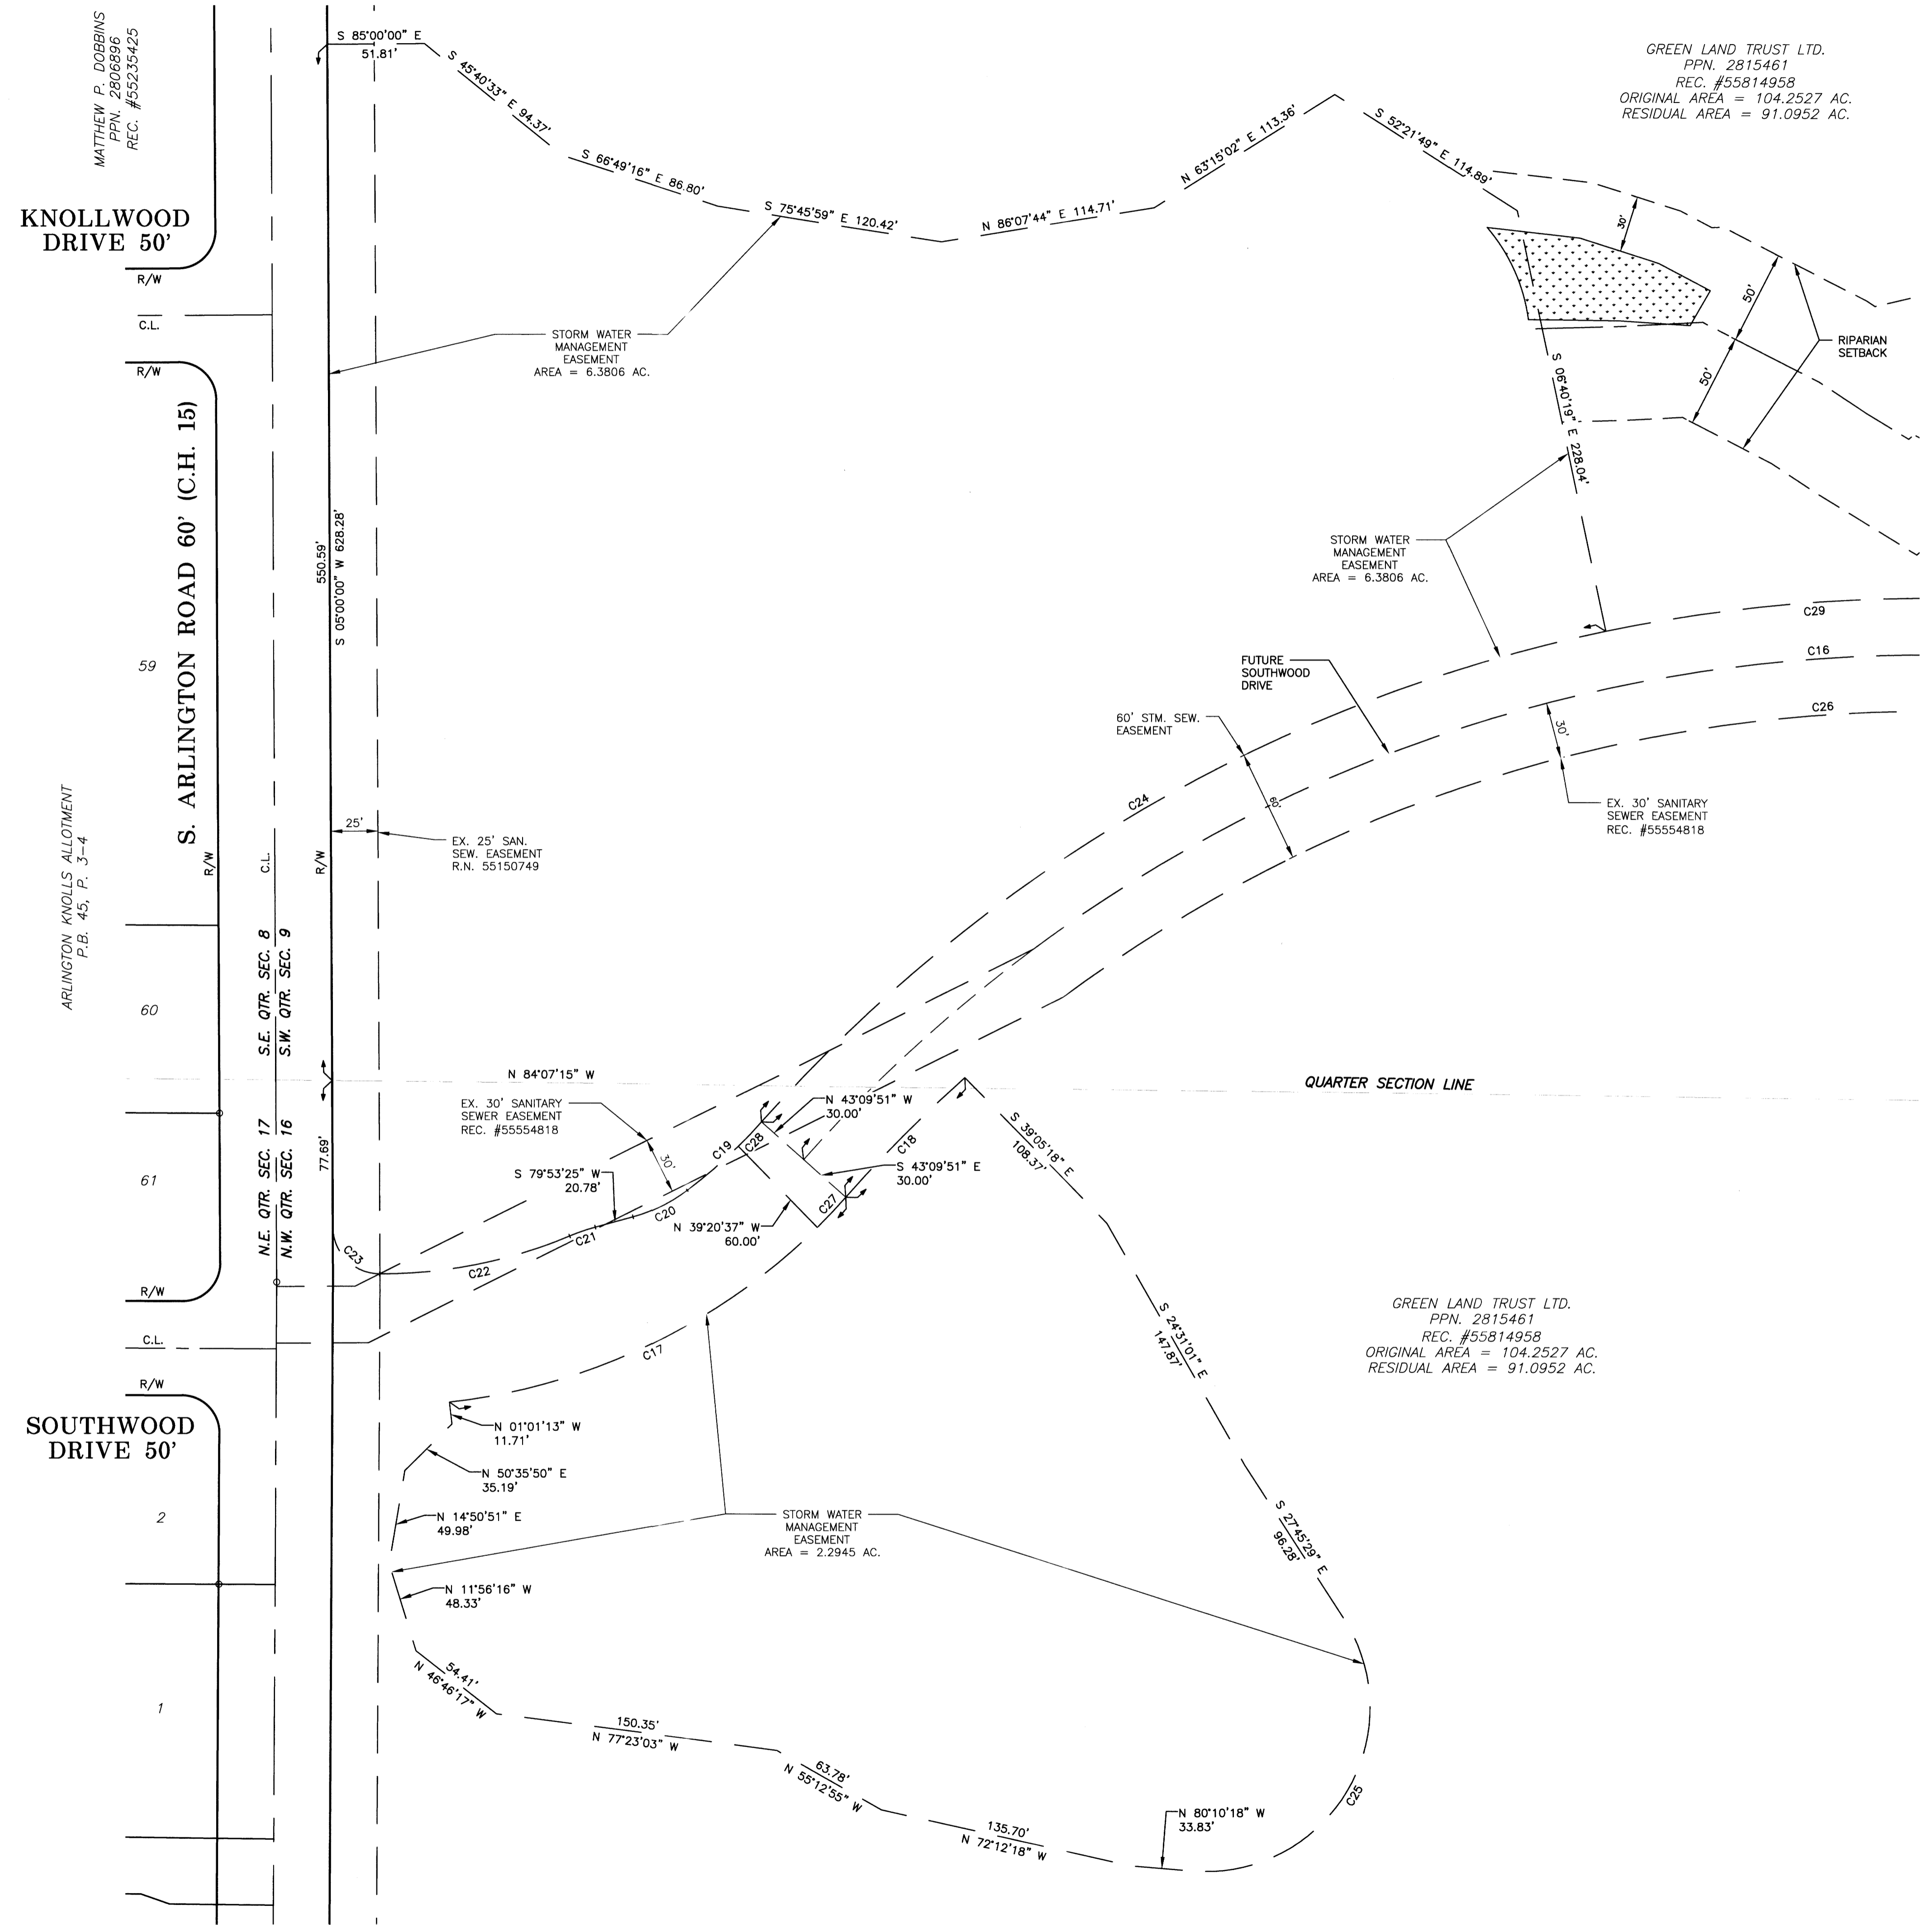 MATTHEW P. DOBBINS
PPN. 2806896
REC. #55235425
S 85°00'00" E
51.81'
S 45°40'33" E 94.37'
S 66°49'16" E 86.80'
S 75°45'59" E 120.42'
N 86°07'44" E 114.71'
N 63°15'02" E 113.36'
S 52°21'49" E 114.89'
GREEN LAND TRUST LTD.
PPN. 2815461
REC. #55814958
ORIGINAL AREA = 104.2527 AC.
RESIDUAL AREA = 91.0952 AC.
KNOLLWOOD
DRIVE 50'
R/W
C.L.
R/W
30'
50'
50'
RIPARIAN
SETBACK
STORM WATER
MANAGEMENT
EASEMENT
AREA = 6.3806 AC.
S 06°40'19" E 228.04'
S. ARLINGTON ROAD 60' (C.H. 15)
550.59'
S 05°00'00" W 628.28'
STORM WATER
MANAGEMENT
EASEMENT
AREA = 6.3806 AC.
C29
C16
C26
59
FUTURE
SOUTHWOOD
DRIVE
60' STM. SEW.
EASEMENT
30'
60'
C24
EX. 30' SANITARY
SEWER EASEMENT
REC. #55554818
25'
EX. 25' SAN.
SEW. EASEMENT
R.N. 55150749
R/W
C.L.
R/W
ARLINGTON KNOLLS ALLOTMENT
P.B. 45, P. 3-4
60
S.E. QTR. SEC. 8
S.W. QTR. SEC. 9
N 84°07'15" W
QUARTER SECTION LINE
EX. 30' SANITARY
SEWER EASEMENT
REC. #55554818
N 43°09'51" W
30.00'
77.69'
N.E. QTR. SEC. 17
N.W. QTR. SEC. 16
61
30'
C19
C28
C18
S 39°05'18" E
108.37'
S 79°53'25" W
20.78'
S 43°09'51" E
30.00'
C27
C20
N 39°20'37" W
60.00'
C21
C23
C22
R/W
C.L.
R/W
C17
S 24°31'01" E
147.87'
GREEN LAND TRUST LTD.
PPN. 2815461
REC. #55814958
ORIGINAL AREA = 104.2527 AC.
RESIDUAL AREA = 91.0952 AC.
SOUTHWOOD
DRIVE 50'
N 01°01'13" W
11.71'
N 50°35'50" E
35.19'
2
N 14°50'51" E
49.98'
STORM WATER
MANAGEMENT
EASEMENT
AREA = 2.2945 AC.
S 27°45'29" E
96.28'
N 11°56'16" W
48.33'
1
54.41'
N 46°46'17" W
150.35'
N 77°23'03" W
63.78'
N 55°12'55" W
135.70'
N 72°12'18" W
N 80°10'18" W
33.83'
C25